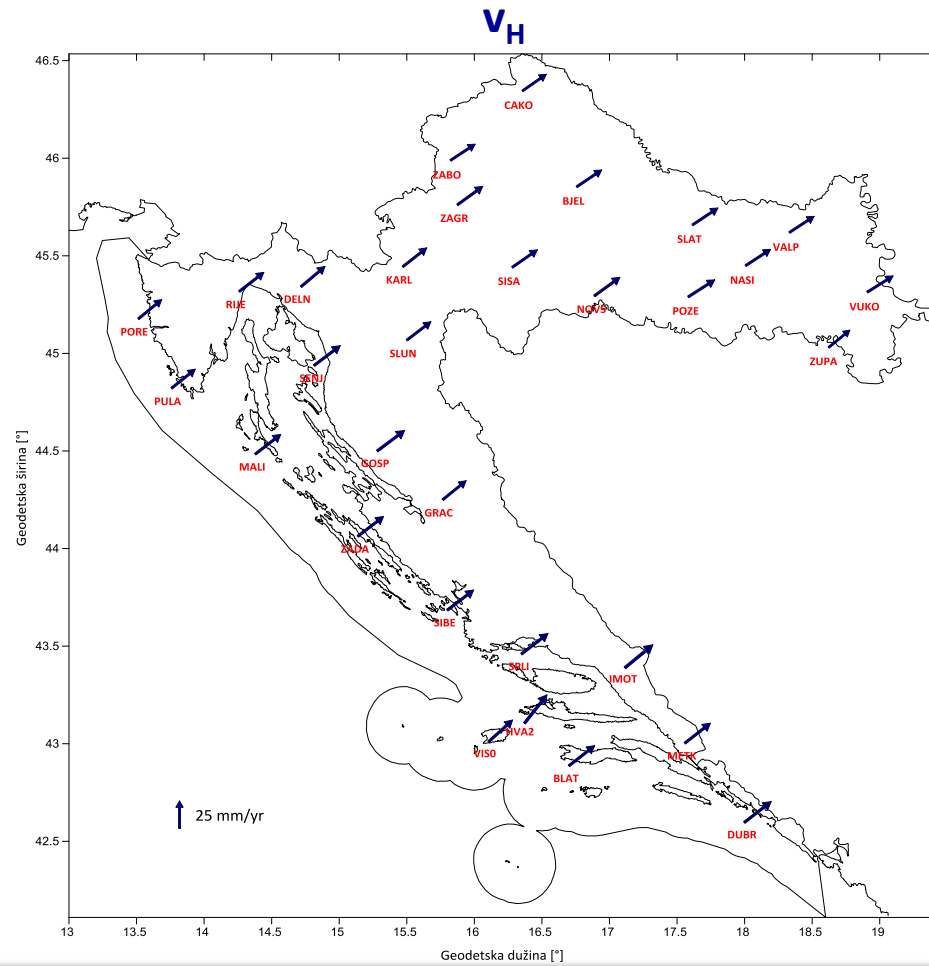 VH
46.5
CAKO
46
ZABO
BJEL
ZAGR
SLAT
VALP
45.5
KARL
SISA
NASI
RIJE
DELN
NOVS
POZE
VUKO
PORE
45
SLUN
ZUPA
SENJ
PULA
44.5
GOSP
MALI
GRAC
44
ZADA
SIBE
43.5
SPLI
IMOT
HVA2
43
VIS0
METK
BLAT
25 mm/yr
42.5
DUBR
Geodetska širina [°]
13
14
14.5
15
15.5
16
16.5
17
17.5
18
18.5
19
Geodetska dužina [°]